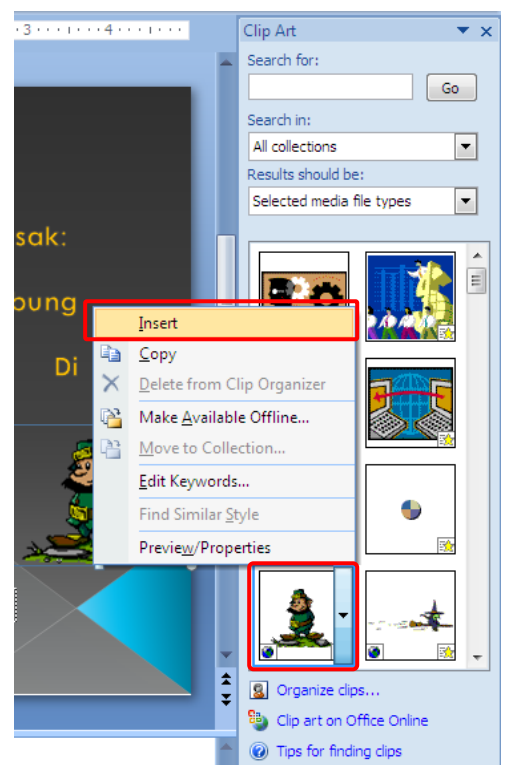 3 4
Clip Art
Search for:
Go
Search in:
All collections
Results should be:
Selected media file types
sak:
oung
Di
Insert
Copy
Delete from Clip Organizer
Make Available Offline...
Move to Collection...
Edit Keywords...
Find Similar Style
Preview/Properties
Organize clips...
Clip art on Office Online
Tips for finding clips